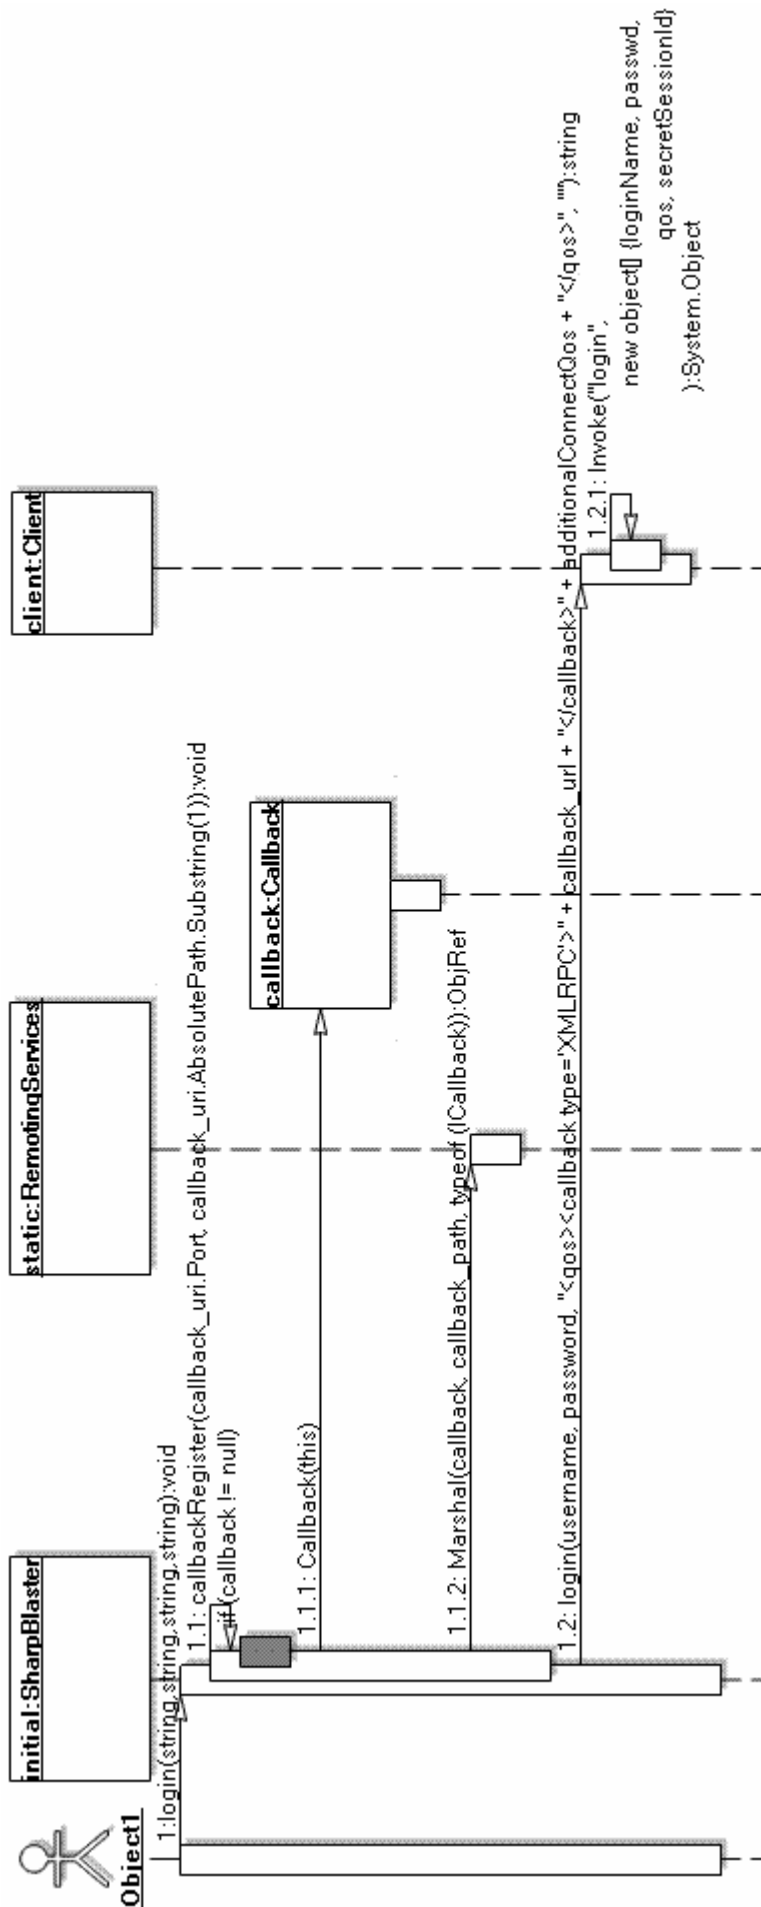 Object1
initial:SharpBlaster
static:RemotingServices
callback:Callback
client:Client
1:login(string,string,string,string):void
1.1: callbackRegister(callback_uri.Port, callback_uri.AbsolutePath.Substring(1)):void
if (callback != null)
1.1.1: Callback(this)
1.1.2: Marshal(callback, callback_path, typeof (ICallback)):ObjRef
1.2: login(username, password, "<qos><callback type='XMLRPC'>" + callback_url + "</callback>" + additionalConnectQos + "</qos>", ""):string
1.2.1: Invoke("login",
new object[] {loginName, passwd,
qos, secretSessionId}
):System.Object